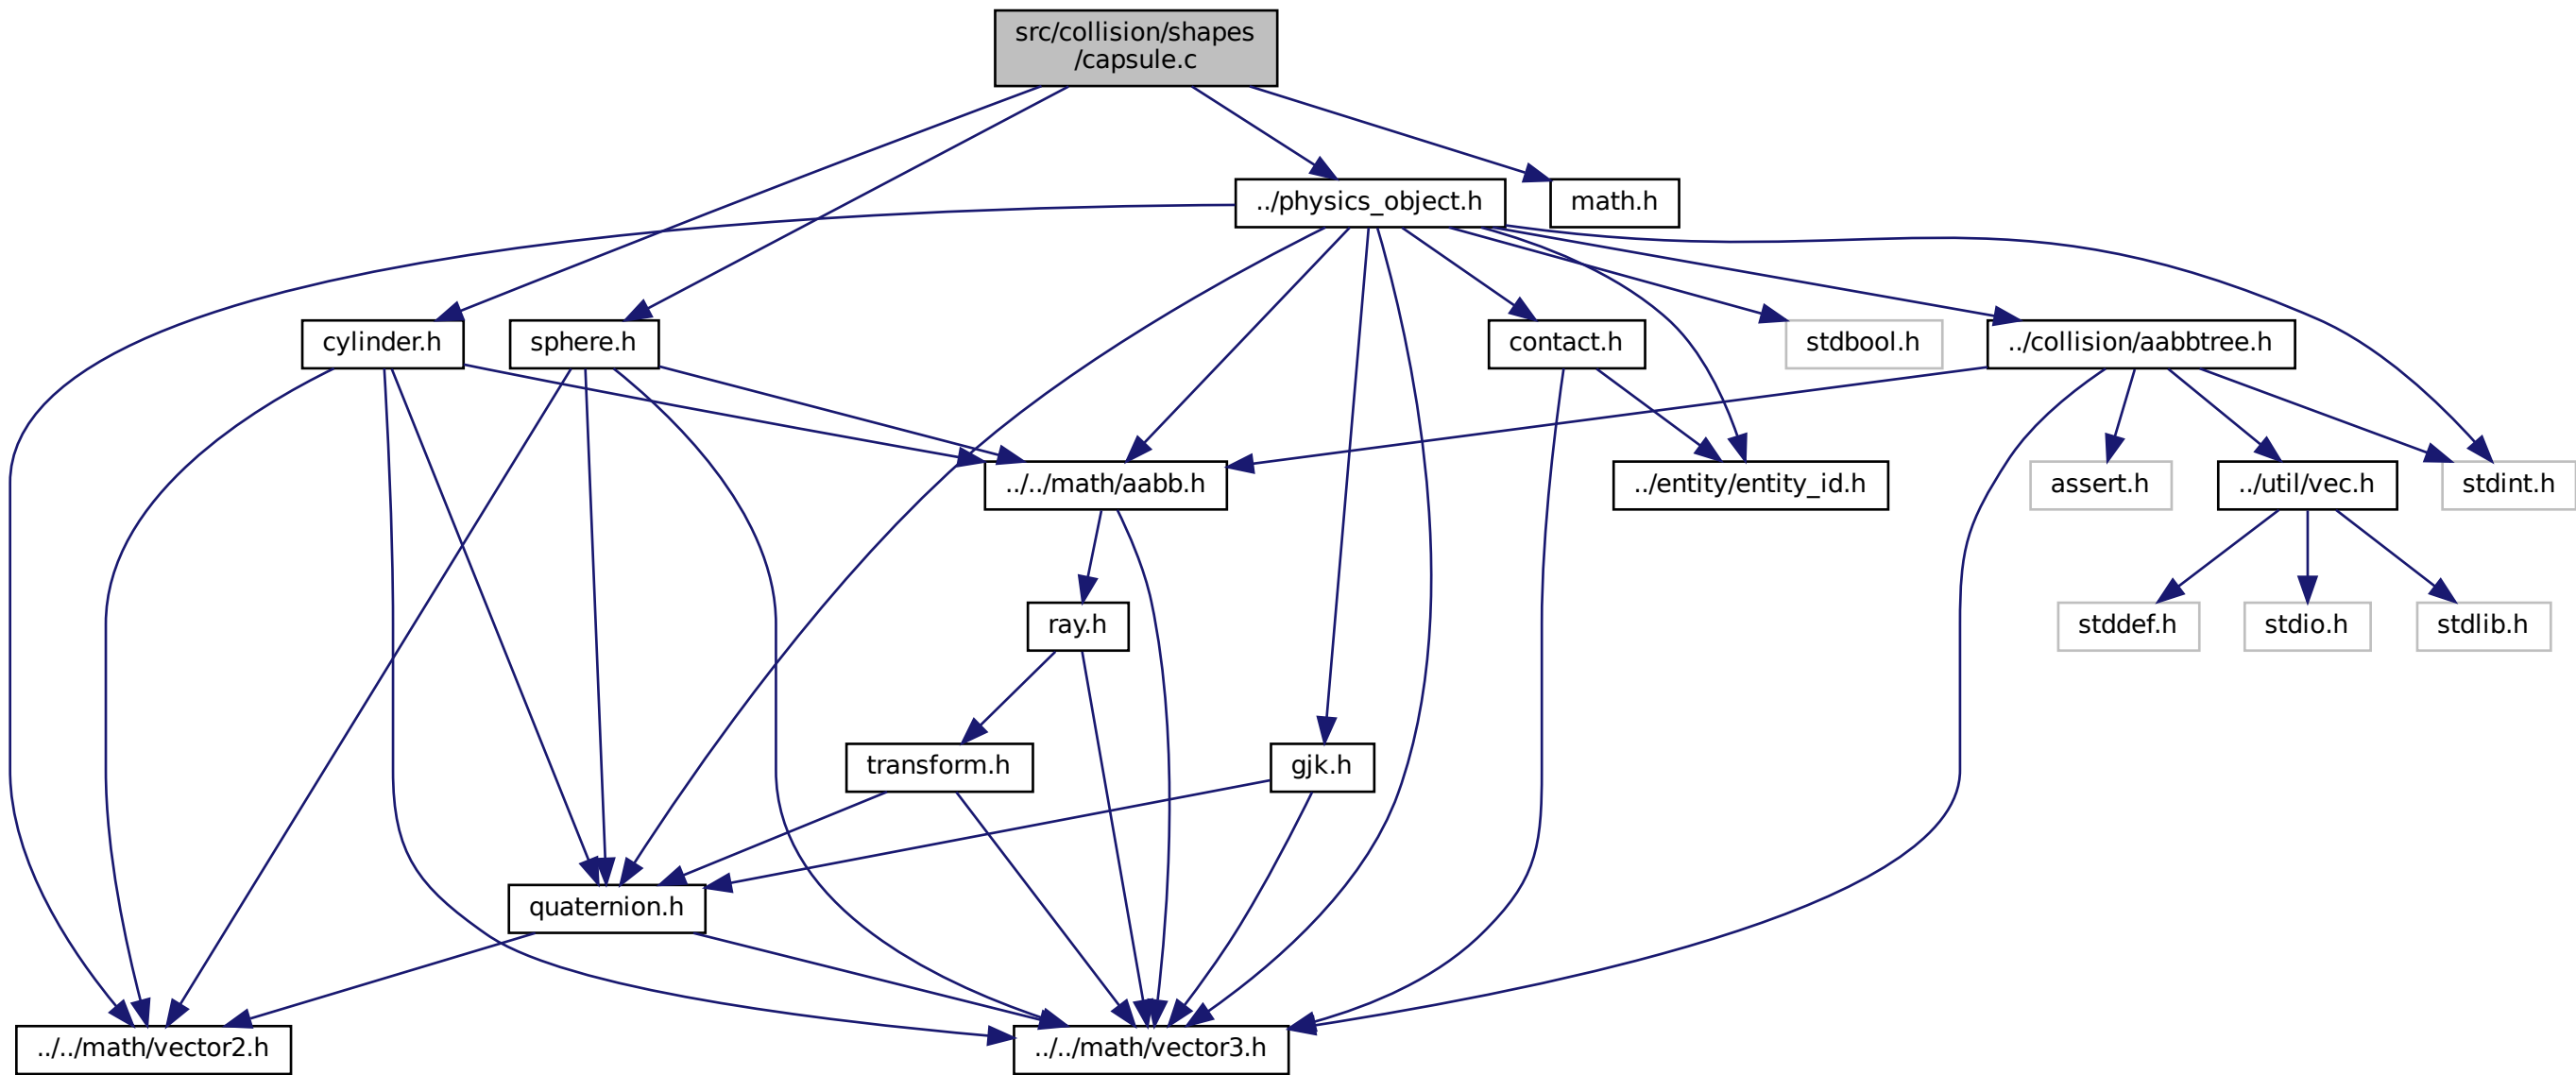 src/collision/shapes
/capsule.c
../physics_object.h
math.h
cylinder.h
sphere.h
contact.h
stdbool.h
../collision/aabbtree.h
../../math/aabb.h
../entity/entity_id.h
assert.h
../util/vec.h
stdint.h
ray.h
stddef.h
stdio.h
stdlib.h
transform.h
gjk.h
quaternion.h
../../math/vector2.h
../../math/vector3.h